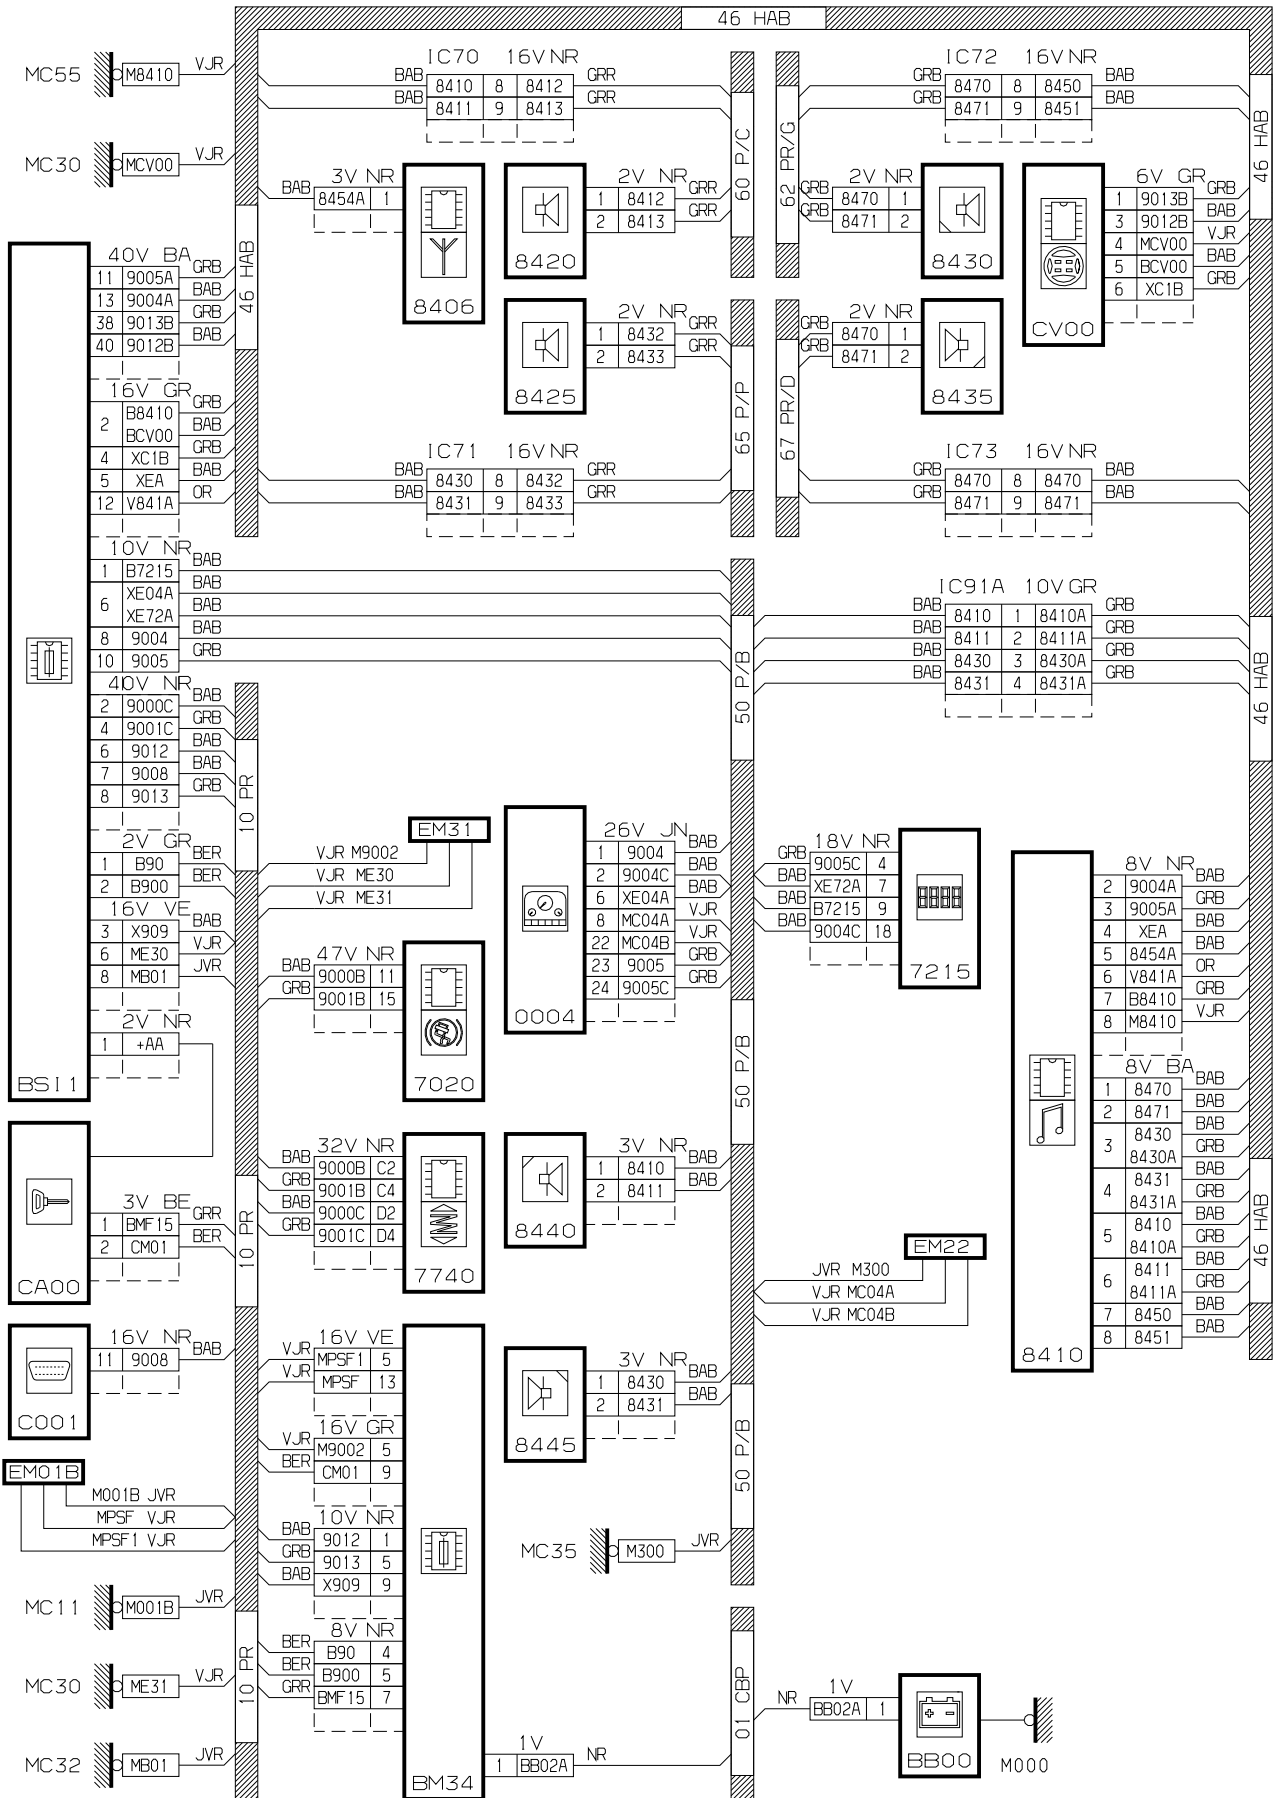 46 HAB
MC55 M8410 VJR
MC30 MCV00 VJR
IC70 16V NR
BAB 8410 8 8412 GRR
BAB 8411 9 8413 GRR
60 P/C
62 PR/G
IC72 16V NR
GRB 8470 8 8450 BAB
GRB 8471 9 8451 BAB
46 HAB
3V NR
BAB 8454A 1
8406
2V NR
1 8412 GRR
2 8413 GRR
8420
2V NR
GRB 8470 1
GRB 8471 2
8430
6V GR
1 9013B GRB
3 9012B BAB
4 MCV00 VJR
5 BCV00 BAB
6 XC1B GRB
CV00
46 HAB
2V NR
1 8432 GRR
2 8433 GRR
8425
65 P/P
67 PR/D
2V NR
GRB 8470 1
GRB 8471 2
8435
IC71 16V NR
BAB 8430 8 8432 GRR
BAB 8431 9 8433 GRR
IC73 16V NR
GRB 8470 8 8470 BAB
GRB 8471 9 8471 BAB
40V BA
11 9005A GRB
13 9004A BAB
38 9013B GRB
40 9012B BAB
16V GR
2 B8410 GRB
BCV00 BAB
4 XC1B GRB
5 XEA BAB
12 V841A OR
10V NR
1 B7215 BAB
6 XE04A BAB
XE72A BAB
8 9004 BAB
10 9005 GRB
40V NR
2 9000C BAB
4 9001C GRB
6 9012 BAB
7 9008 BAB
8 9013 GRB
2V GR
1 B90 BER
2 B900 BER
16V VE
3 X909 BAB
6 ME30 VJR
8 MB01 JVR
2V NR
1 +AA
BSI1
50 P/B
IC91A 10V GR
BAB 8410 1 8410A GRB
BAB 8411 2 8411A GRB
BAB 8430 3 8430A GRB
BAB 8431 4 8431A GRB
46 HAB
10 PR
EM31
VJR M9002
VJR ME30
VJR ME31
47V NR
BAB 9000B 11
GRB 9001B 15
7020
26V JN
1 9004 BAB
2 9004C BAB
6 XE04A BAB
8 MC04A VJR
22 MC04B VJR
23 9005 GRB
24 9005C GRB
0004
18V NR
GRB 9005C 4
BAB XE72A 7
BAB B7215 9
BAB 9004C 18
7215
8V NR
2 9004A BAB
3 9005A GRB
4 XEA BAB
5 8454A BAB
6 V841A OR
7 B8410 GRB
8 M8410 VJR
8V BA
1 8470 BAB
2 8471 BAB
3 8430 BAB
8430A GRB
4 8431 BAB
8431A GRB
5 8410 BAB
8410A GRB
6 8411 BAB
8411A GRB
7 8450 BAB
8 8451 BAB
8410
46 HAB
50 P/B
3V BE
1 BMF15 GRR
2 CM01 BER
CA00
10 PR
32V NR
BAB 9000B C2
GRB 9001B C4
BAB 9000C D2
GRB 9001C D4
7740
3V NR
1 8410 BAB
2 8411 BAB
8440
EM22
JVR M300
VJR MC04A
VJR MC04B
16V NR
11 9008 BAB
C001
3V NR
1 8430 BAB
2 8431 BAB
8445
50 P/B
EM01B
M001B JVR
MPSF VJR
MPSF1 VJR
16V VE
VJR MPSF1 5
VJR MPSF 13
16V GR
VJR M9002 5
BER CM01 9
10V NR
BAB 9012 1
GRB 9013 5
BAB X909 9
8V NR
BER B90 4
BER B900 5
GRR BMF15 7
1V
1 BB02A NR
BM34
MC35 M300 JVR
MC11 M001B JVR
MC30 ME31 VJR
MC32 MB01 JVR
10 PR
01 CBP
1V
NR BB02A 1
BB00
M000